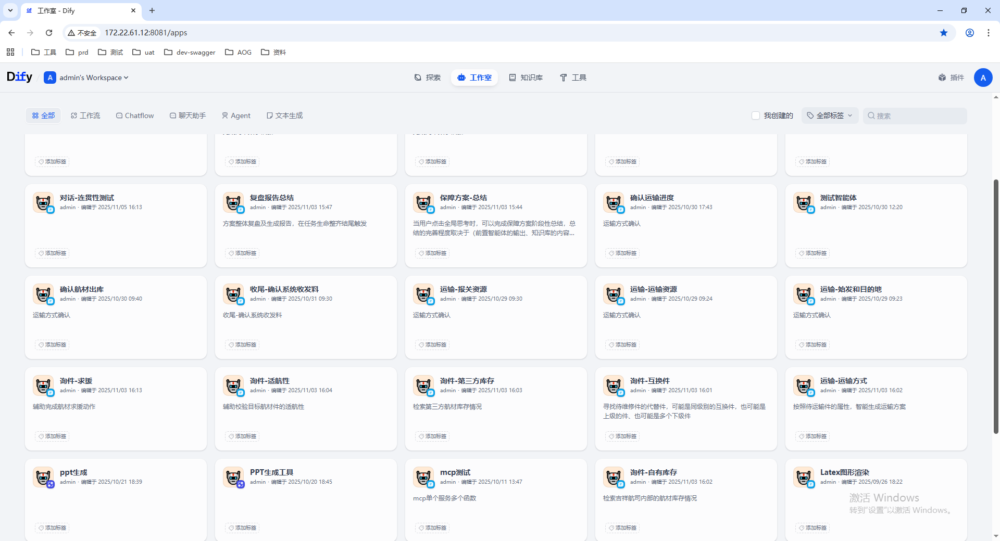 工作室 - Dify
不安全 172.22.61.12:8081/apps
工具 prd 测试 uat dev-swagger AOG 资料
Dify / A admin's Workspace 探索 工作室 知识库 工具 插件 A
全部 工作流 Chatflow 聊天助手 Agent 文本生成 我创建的 全部标签 搜索
添加标签 添加标签 添加标签 添加标签 添加标签
对话-连贯性测试
admin · 编辑于 2025/11/05 16:13
添加标签
复盘报告总结
admin · 编辑于 2025/11/03 15:47
方案整体复盘及生成报告，在任务生命整齐结尾触发
添加标签
保障方案-总结
admin · 编辑于 2025/11/03 15:44
当用户点击全局思考时，可以完成保障方案阶段性总结，总
结的完善程度取决于（前置智能体的输出、知识库的内容...
添加标签
确认运输进度
admin · 编辑于 2025/10/30 17:43
运输方式确认
添加标签
测试智能体
admin · 编辑于 2025/10/30 12:20
添加标签
确认航材出库
admin · 编辑于 2025/10/30 09:40
运输方式确认
添加标签
收尾-确认系统收发料
admin · 编辑于 2025/10/31 09:30
收尾-确认系统收发料
添加标签
运输-报关资源
admin · 编辑于 2025/10/29 09:30
运输方式确认
添加标签
运输-运输资源
admin · 编辑于 2025/10/29 09:24
运输方式确认
添加标签
运输-始发和目的地
admin · 编辑于 2025/10/29 09:23
运输方式确认
添加标签
询件-求援
admin · 编辑于 2025/11/03 16:13
辅助完成航材求援动作
添加标签
询件-适航性
admin · 编辑于 2025/11/03 16:04
辅助校验目标航材件的适航性
添加标签
询件-第三方库存
admin · 编辑于 2025/11/03 16:03
检索第三方航材库存情况
添加标签
询件-互换件
admin · 编辑于 2025/11/03 16:01
寻找待维修件的代替件，可能是同级别的互换件，也可能是
上级的件、也可能是多个下级件
添加标签
运输-运输方式
admin · 编辑于 2025/11/03 16:02
按照待运输件的属性，智能生成运输方案
添加标签
ppt生成
admin · 编辑于 2025/10/21 18:39
添加标签
PPT生成工具
admin · 编辑于 2025/10/20 18:45
添加标签
mcp测试
admin · 编辑于 2025/10/11 13:47
mcp单个服务多个函数
添加标签
询件-自有库存
admin · 编辑于 2025/11/03 16:02
检索吉祥航司内部的航材库存情况
添加标签
Latex图形渲染
admin · 编辑于 2025/09/26 18:22
添加标签
激活 Windows
转到“设置”以激活 Windows。